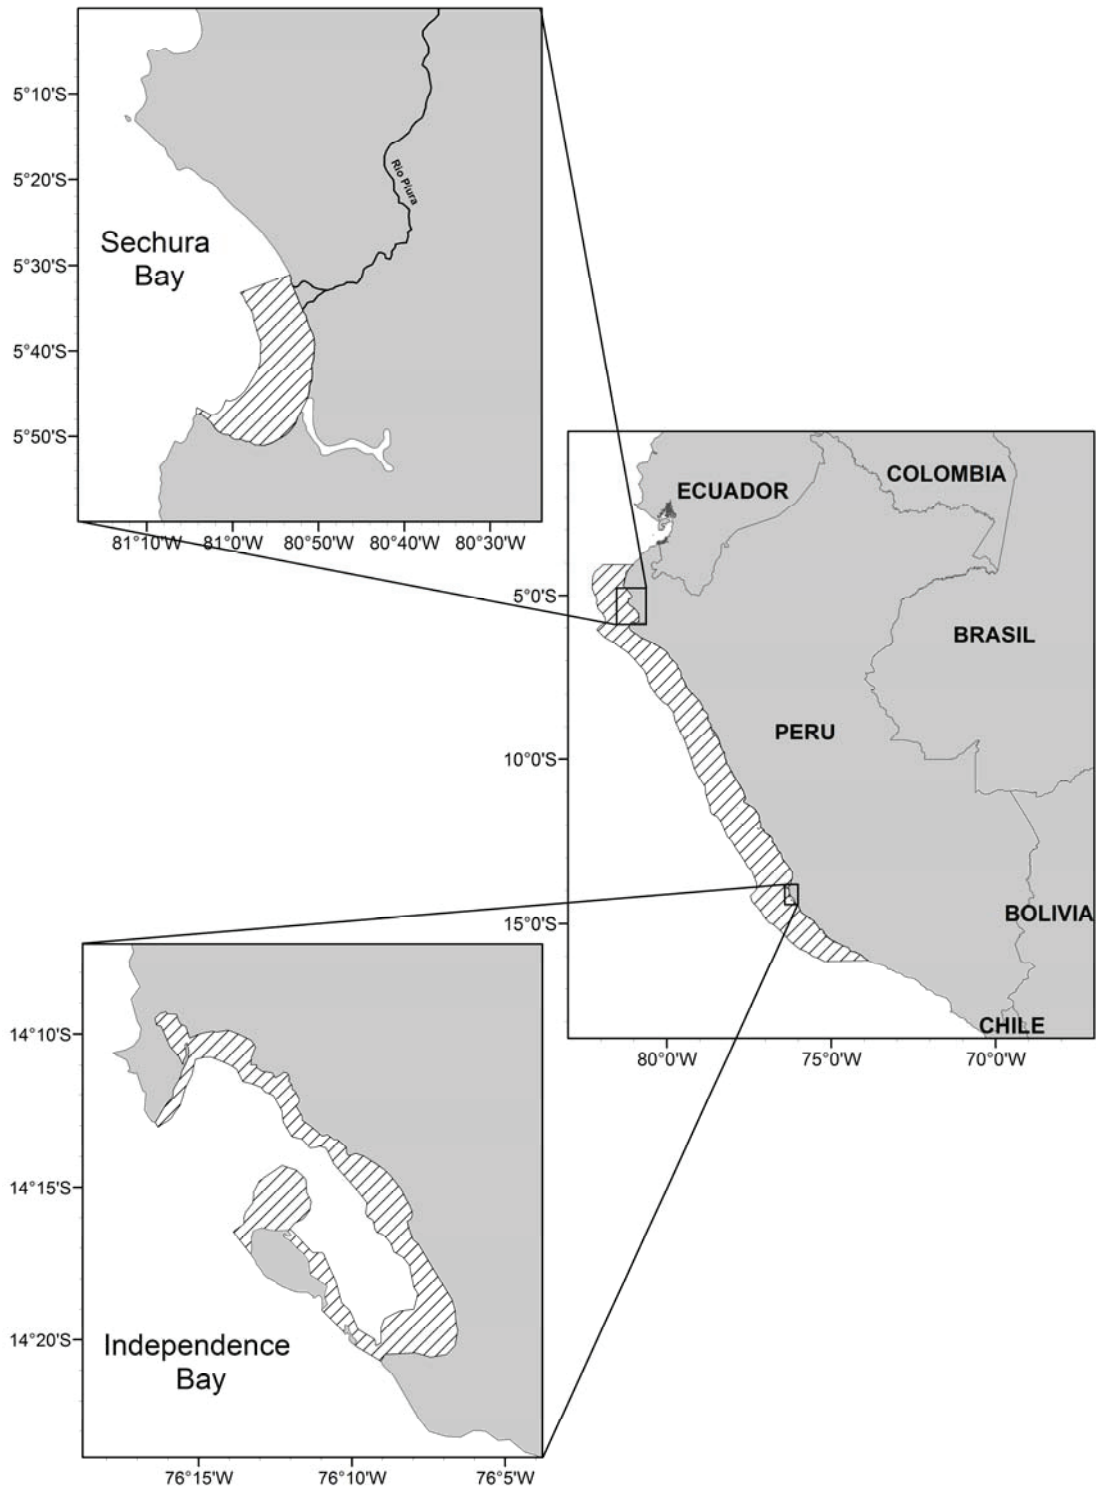 5°10'S
5°20'S
5°30'S
5°40'S
5°50'S
Rio Piura
Sechura
Bay
81°10'W 81°0'W 80°50'W 80°40'W 80°30'W
ECUADOR
COLOMBIA
BRASIL
PERU
BOLIVIA
CHILE
5°0'S
10°0'S
15°0'S
80°0'W 75°0'W 70°0'W
14°10'S
14°15'S
14°20'S
Independence
Bay
76°15'W 76°10'W 76°5'W